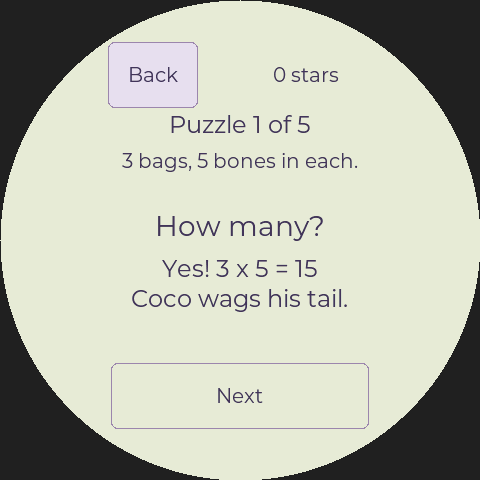 Back
0 stars
Puzzle 1 of 5
3 bags, 5 bones in each.
How many?
Yes! 3 x 5 = 15
Coco wags his tail.
Next